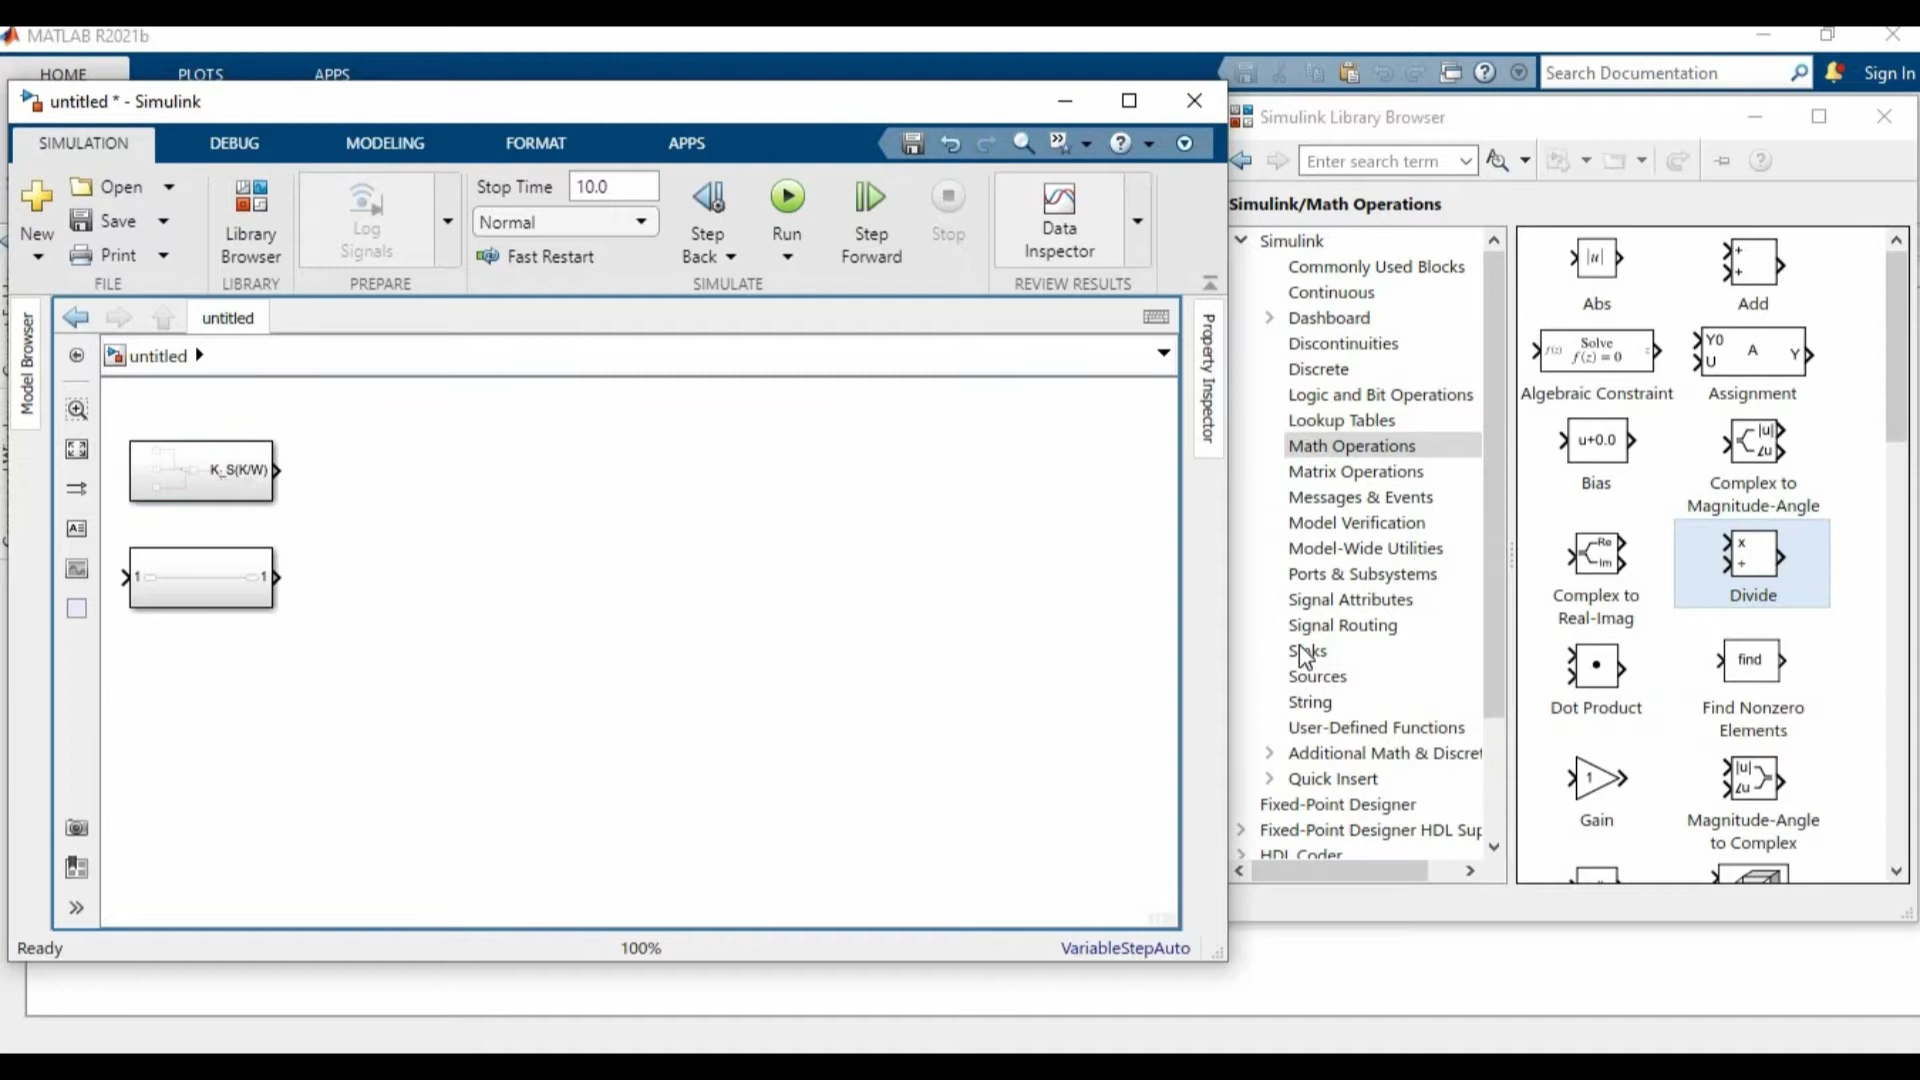 MATLAB R2021b
HOME PLOTS APPS
Search Documentation
Sign In
untitled * - Simulink
SIMULATION DEBUG MODELING FORMAT APPS
New
Open
Save
Print
FILE
Library
Browser
LIBRARY
Log
Signals
PREPARE
Stop Time 10.0
Normal
Fast Restart
Step
Back
Run
Step
Forward
Stop
SIMULATE
Data
Inspector
REVIEW RESULTS
Model Browser
untitled
untitled
Property Inspector
1 1
Ready
100%
VariableStepAuto
Simulink Library Browser
Enter search term
Simulink/Math Operations
Simulink
Commonly Used Blocks
Continuous
Dashboard
Discontinuities
Discrete
Logic and Bit Operations
Lookup Tables
Math Operations
Matrix Operations
Messages & Events
Model Verification
Model-Wide Utilities
Ports & Subsystems
Signal Attributes
Signal Routing
Sources
String
User-Defined Functions
Additional Math & Discret
Quick Insert
Fixed-Point Designer
Fixed-Point Designer HDL Sup
HDL Coder
|u|
Abs
+
+
Add
f(z) Solve
f(z) = 0 z
Algebraic Constraint
Y0
U
A
Y
Assignment
u+0.0
Bias
|u|
∠u
Complex to
Magnitude-Angle
Re
Im
Complex to
Real-Imag
x
÷
Divide
Dot Product
find
Find Nonzero
Elements
1
Gain
|u|
∠u
Magnitude-Angle
to Complex